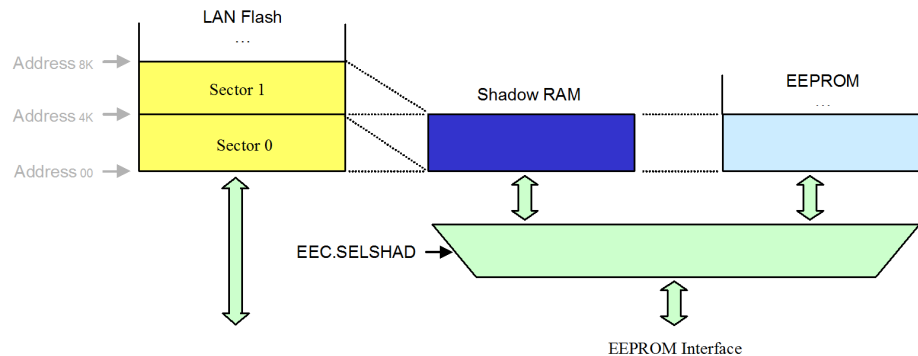 LAN Flash
...
Address 8K
Sector 1
Shadow RAM
EEPROM
...
Address 4K
Sector 0
Address 00
EEC.SELSHAD
EEPROM Interface